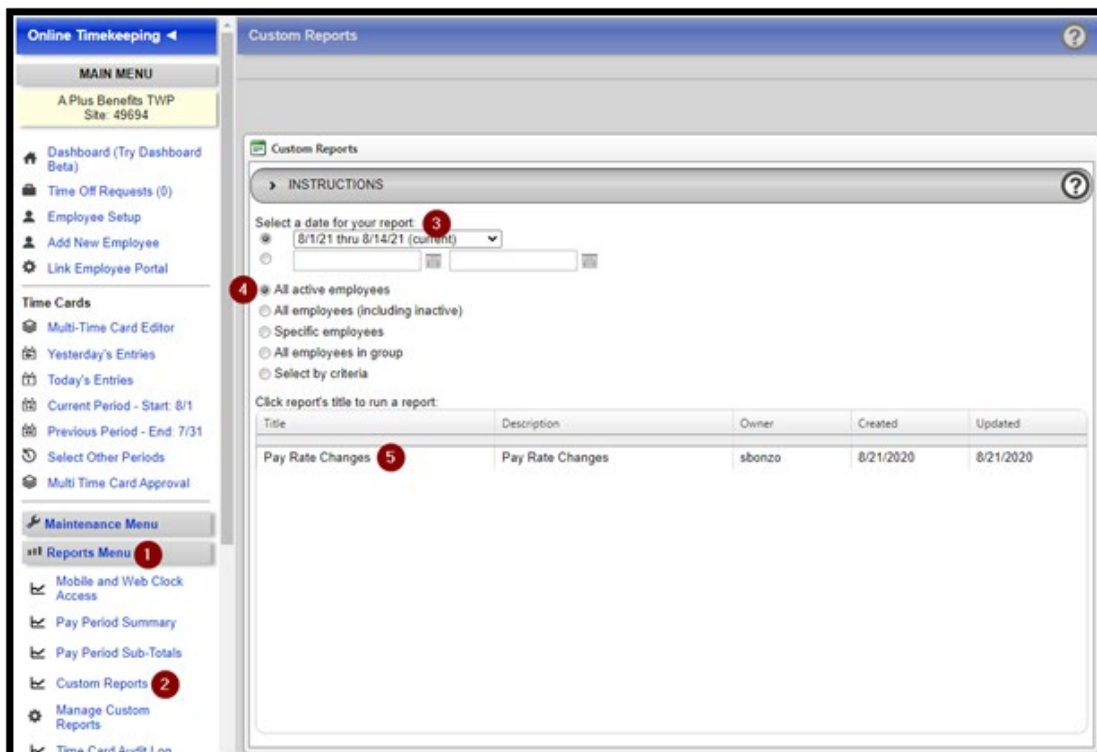 Online Timekeeping ◄
MAIN MENU
A Plus Benefits TWP
Site: 49694
Dashboard (Try Dashboard
Beta)
Time Off Requests (0)
Employee Setup
Add New Employee
Link Employee Portal
Time Cards
Multi-Time Card Editor
Yesterday's Entries
Today's Entries
Current Period - Start: 8/1
Previous Period - End: 7/31
Select Other Periods
Multi Time Card Approval
Maintenance Menu
Reports Menu 1
Mobile and Web Clock
Access
Pay Period Summary
Pay Period Sub-Totals
Custom Reports 2
Manage Custom
Reports
Time Card Audit Log
Custom Reports ?
Custom Reports
› INSTRUCTIONS ?
Select a date for your report: 3
8/1/21 thru 8/14/21 (current)
4 All active employees
All employees (including inactive)
Specific employees
All employees in group
Select by criteria
Click report's title to run a report:
Title Description Owner Created Updated
Pay Rate Changes 5 Pay Rate Changes sbonzo 8/21/2020 8/21/2020